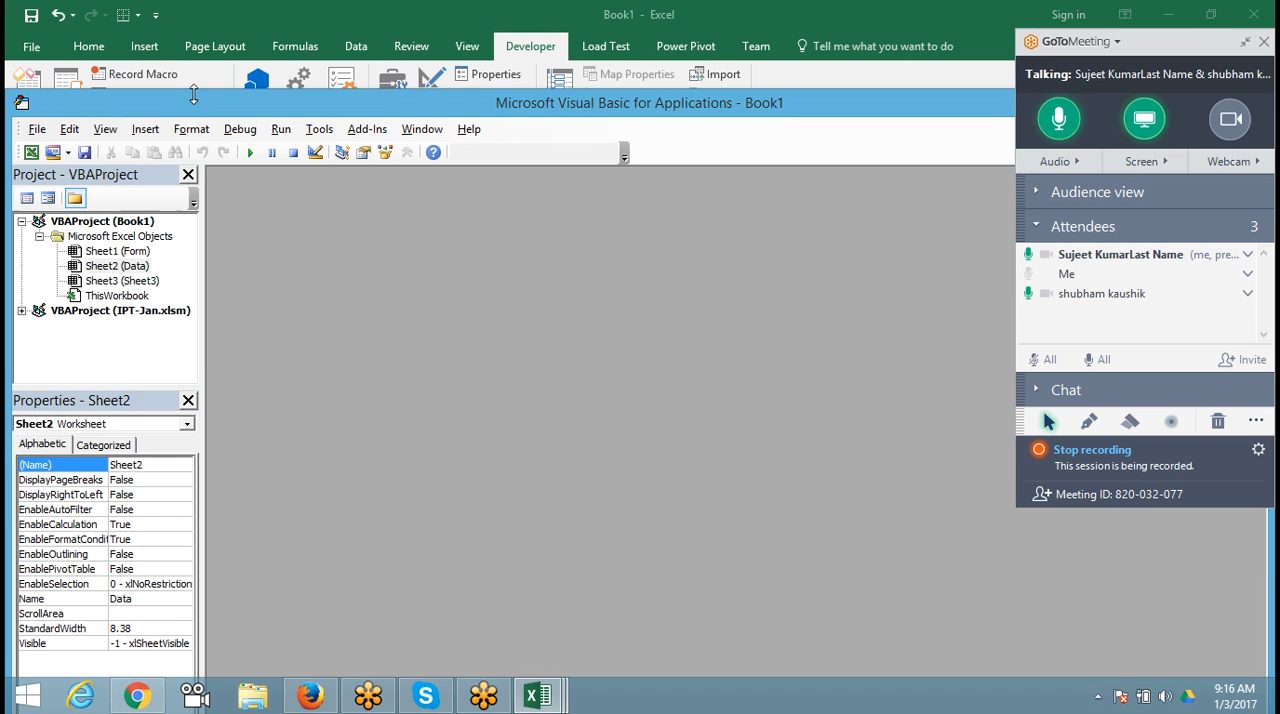 Book1 - Excel
Sign in
File Home Insert Page Layout Formulas Data Review View Developer Load Test Power Pivot Team Tell me what you want to do
Record Macro
Properties
Map Properties
Import
Microsoft Visual Basic for Applications - Book1
File Edit View Insert Format Debug Run Tools Add-Ins Window Help
Project - VBAProject
VBAProject (Book1)
Microsoft Excel Objects
Sheet1 (Form)
Sheet2 (Data)
Sheet3 (Sheet3)
ThisWorkbook
VBAProject (IPT-Jan.xlsm)
Properties - Sheet2
Sheet2 Worksheet
Alphabetic Categorized
(Name) Sheet2
DisplayPageBreaks False
DisplayRightToLeft False
EnableAutoFilter False
EnableCalculation True
EnableFormatCondit True
EnableOutlining False
EnablePivotTable False
EnableSelection 0 - xlNoRestriction
Name Data
ScrollArea
StandardWidth 8.38
Visible -1 - xlSheetVisible
GoToMeeting
Talking: Sujeet KumarLast Name & shubham k...
Audio Screen Webcam
Audience view
Attendees 3
Sujeet KumarLast Name (me, pre...
Me
shubham kaushik
All All Invite
Chat
Stop recording
This session is being recorded.
Meeting ID: 820-032-077
9:16 AM
1/3/2017